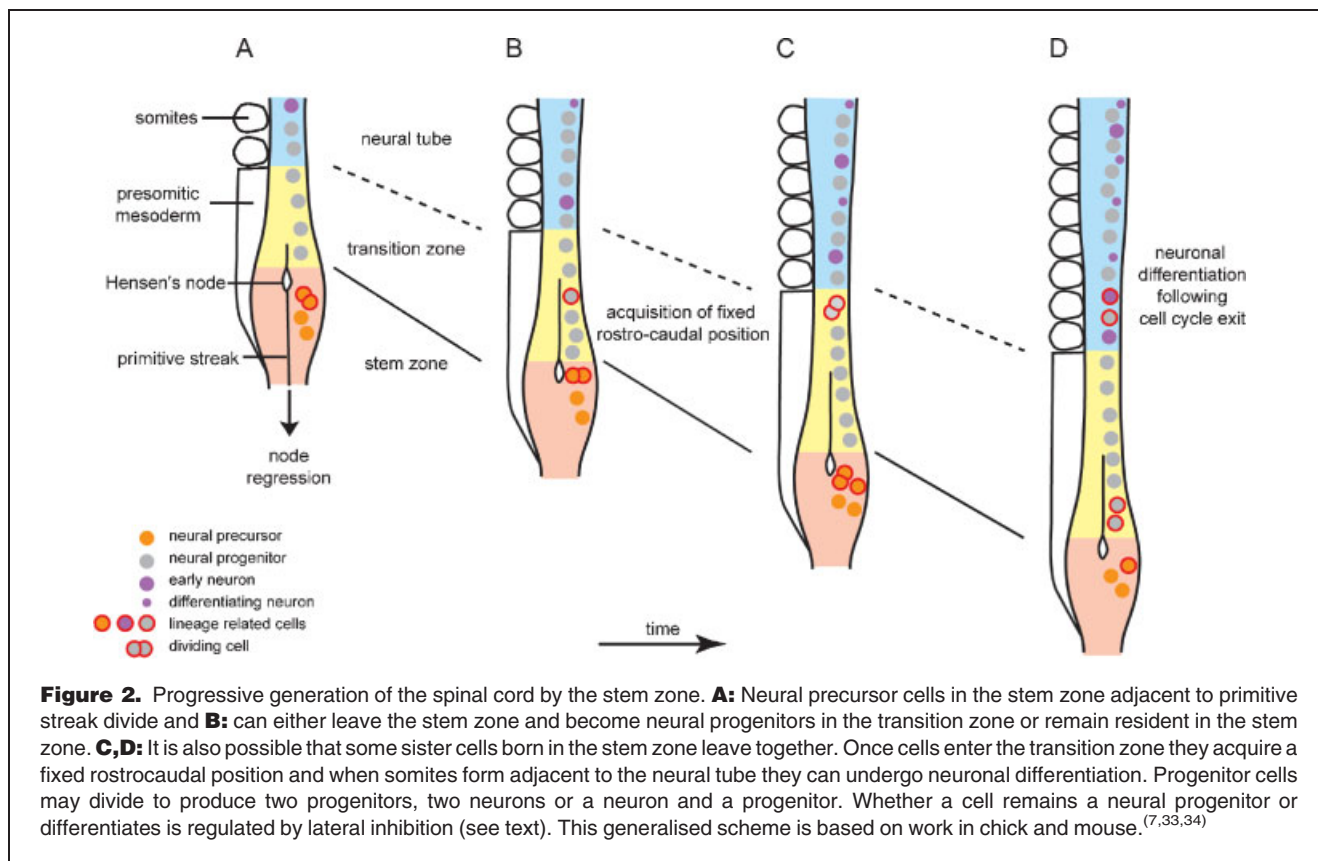 A
B
C
D
somites
neural tube
presomitic
mesoderm
transition zone
Hensen's node
acquisition of fixed
rostro-caudal position
primitive streak
stem zone
neuronal
differentiation
following
cell cycle exit
node
regression
neural precursor
neural progenitor
early neuron
differentiating neuron
lineage related cells
dividing cell
time
Figure 2. Progressive generation of the spinal cord by the stem zone. A: Neural precursor cells in the stem zone adjacent to primitive
streak divide and B: can either leave the stem zone and become neural progenitors in the transition zone or remain resident in the stem
zone. C,D: It is also possible that some sister cells born in the stem zone leave together. Once cells enter the transition zone they acquire a
fixed rostrocaudal position and when somites form adjacent to the neural tube they can undergo neuronal differentiation. Progenitor cells
may divide to produce two progenitors, two neurons or a neuron and a progenitor. Whether a cell remains a neural progenitor or
differentiates is regulated by lateral inhibition (see text). This generalised scheme is based on work in chick and mouse.(7,33,34)